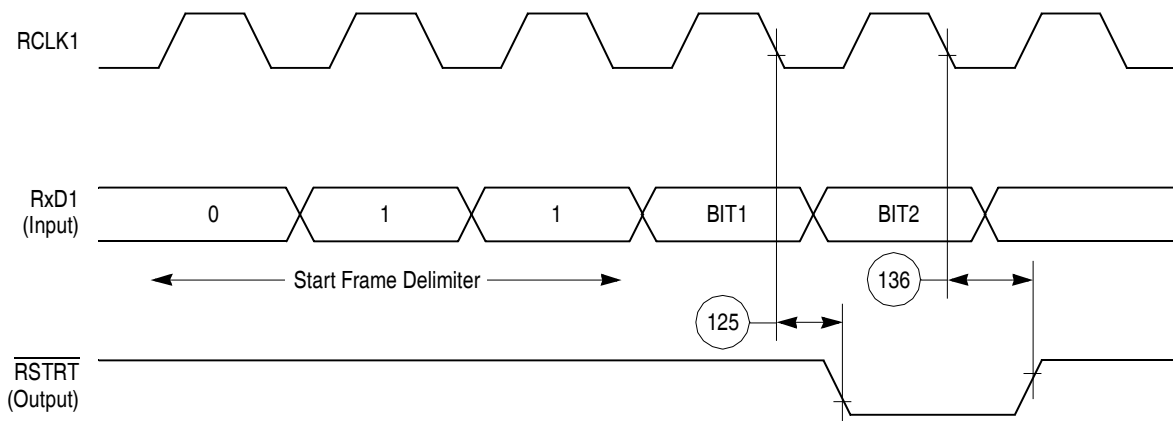 RCLK1
RxD1
(Input)
0
1
1
BIT1
BIT2
Start Frame Delimiter
136
125
RSTRT
(Output)